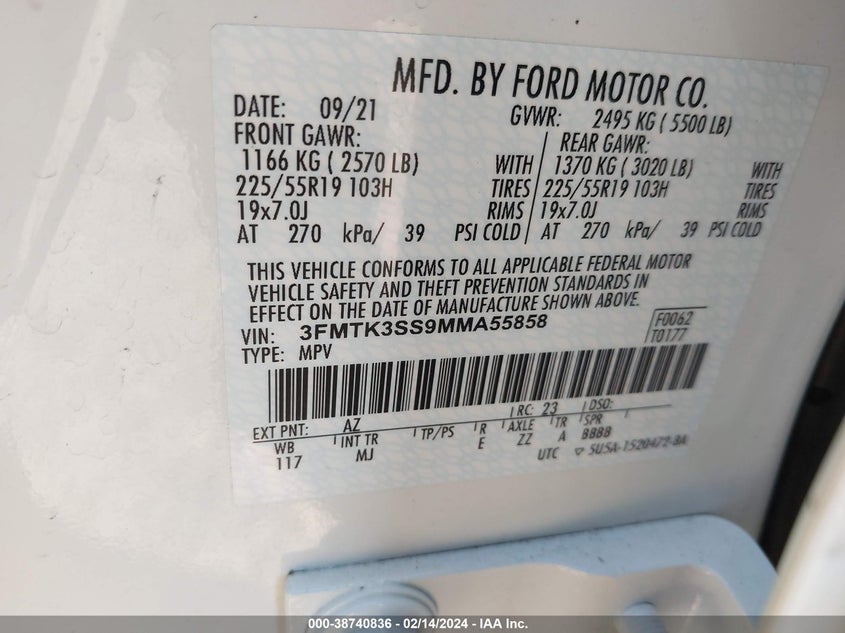 MFD. BY FORD MOTOR CO.
DATE: 09/21 GVWR: 2495 KG ( 5500 LB)
FRONT GAWR: REAR GAWR:
1166 KG ( 2570 LB) WITH 1370 KG ( 3020 LB) WITH
225/55R19 103H TIRES 225/55R19 103H TIRES
19x7.0J RIMS 19x7.0J RIMS
AT 270 kPa/ 39 PSI COLD AT 270 kPa/ 39 PSI COLD
THIS VEHICLE CONFORMS TO ALL APPLICABLE FEDERAL MOTOR
VEHICLE SAFETY AND THEFT PREVENTION STANDARDS IN
EFFECT ON THE DATE OF MANUFACTURE SHOWN ABOVE.
VIN: 3FMTK3SS9MMA55858 F0062
TYPE: MPV T0177
EXT PNT: AZ RC: 23 DSO:
WB INT TR TP/PS R AXLE TR SPR
117 MJ E ZZ A BBBB
UTC 5U5A-1520472-BA
000-38740836 - 02/14/2024 - IAA Inc.